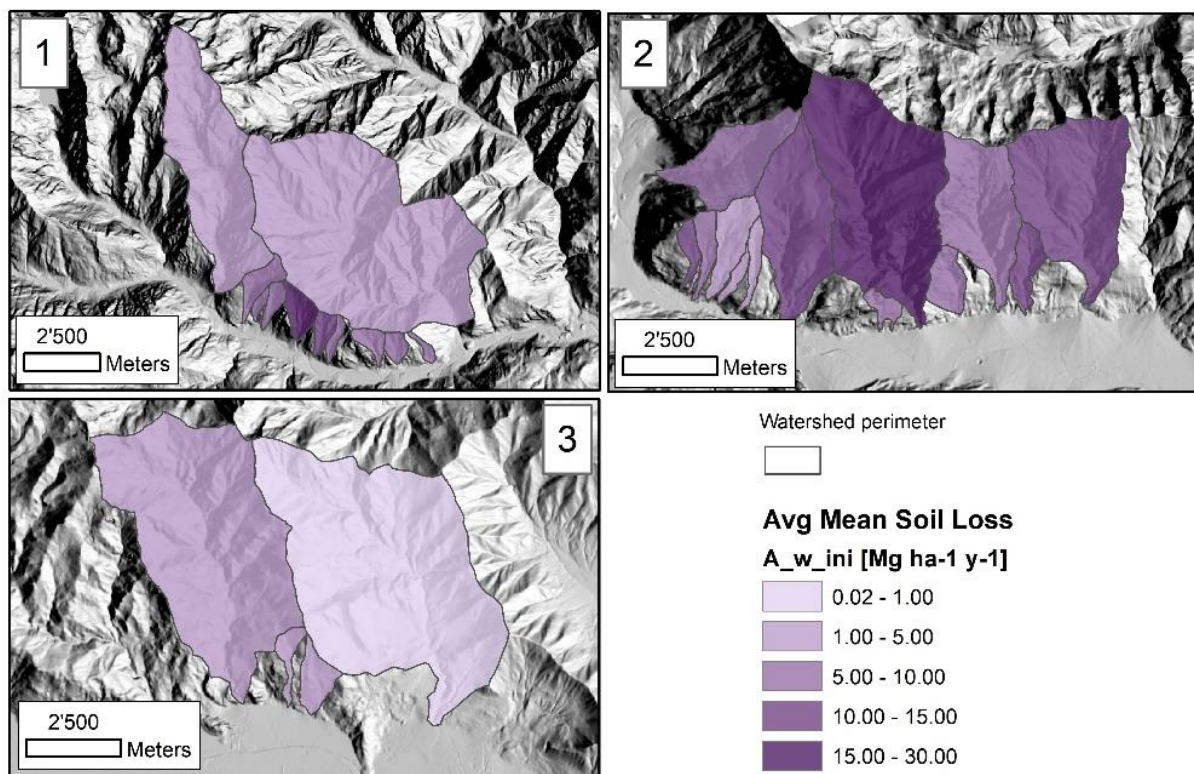 1
2'500
Meters
2
2'500
Meters
3
2'500
Meters
Watershed perimeter
Avg Mean Soil Loss
A_w_ini [Mg ha-1 y-1]
0.02 - 1.00
1.00 - 5.00
5.00 - 10.00
10.00 - 15.00
15.00 - 30.00